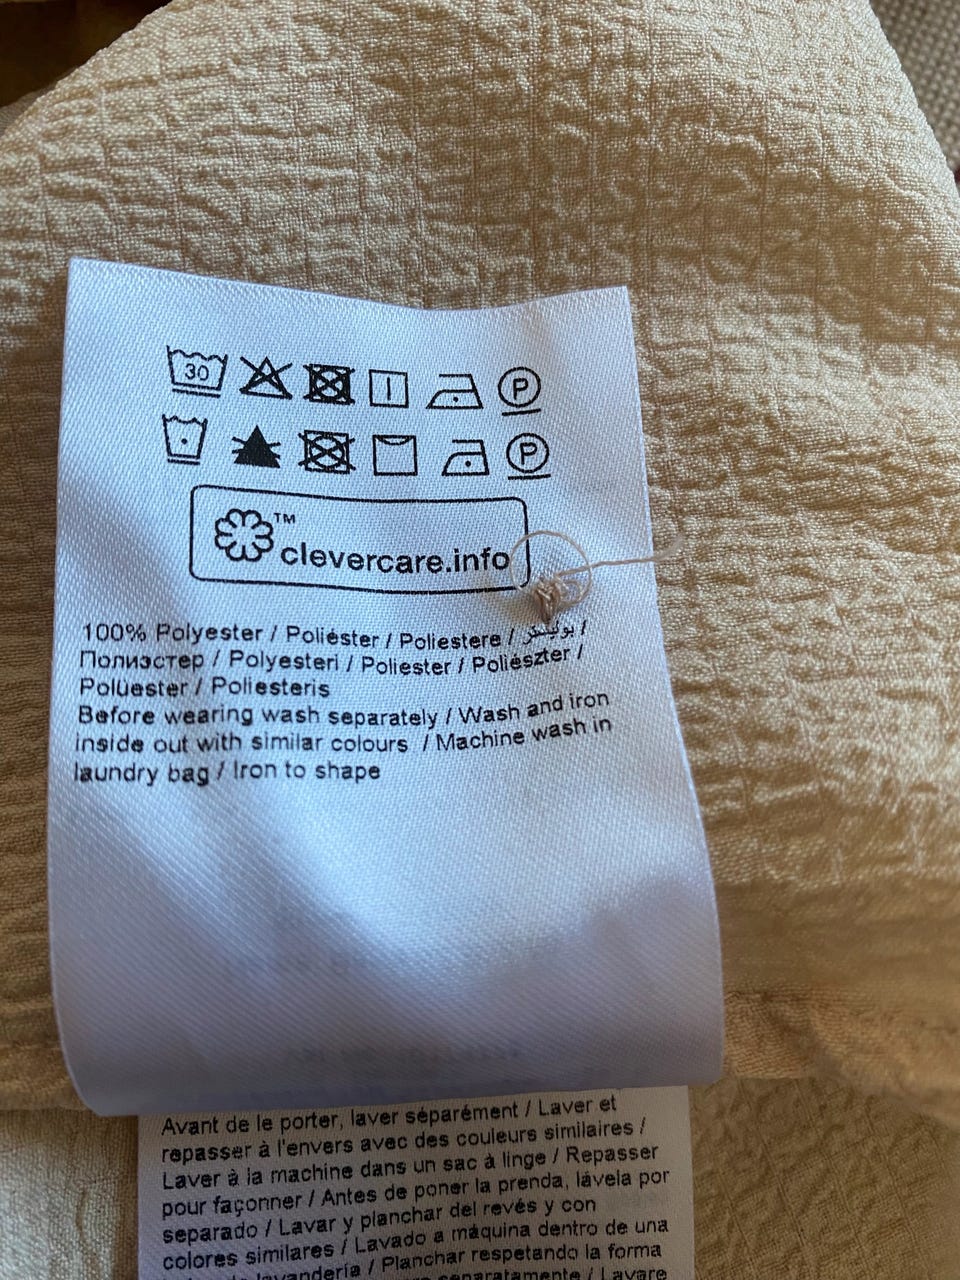 30 P
P
TM
clevercare.info
100% Polyester / Poliéster / Poliestere / بوليستر /
Полиэстер / Polyesteri / Poliester / Poliészter /
Polüester / Poliesteris
Before wearing wash separately / Wash and iron
inside out with similar colours / Machine wash in
laundry bag / Iron to shape
Avant de le porter, laver séparément / Laver et
repasser à l'envers avec des couleurs similaires /
Laver à la machine dans un sac à linge / Repasser
pour façonner / Antes de poner la prenda, lávela por
separado / Lavar y planchar del revés y con
colores similares / Lavado a máquina dentro de una
lavandería / Planchar respetando la forma
separatamente / Lavare